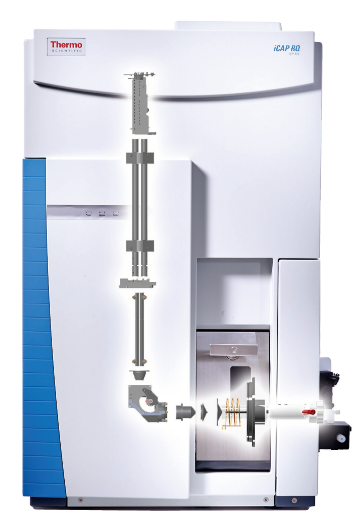 Thermo
SCIENTIFIC
iCAP RQ